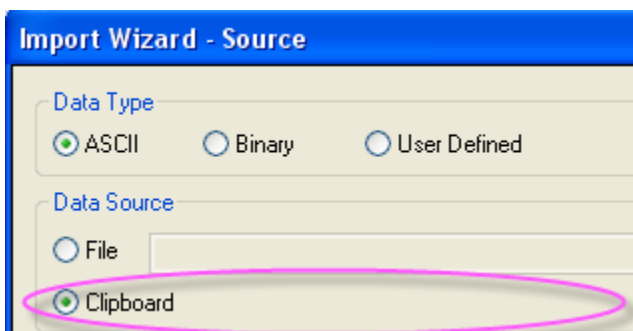 Import Wizard - Source
Data Type
ASCII Binary User Defined
Data Source
File
Clipboard